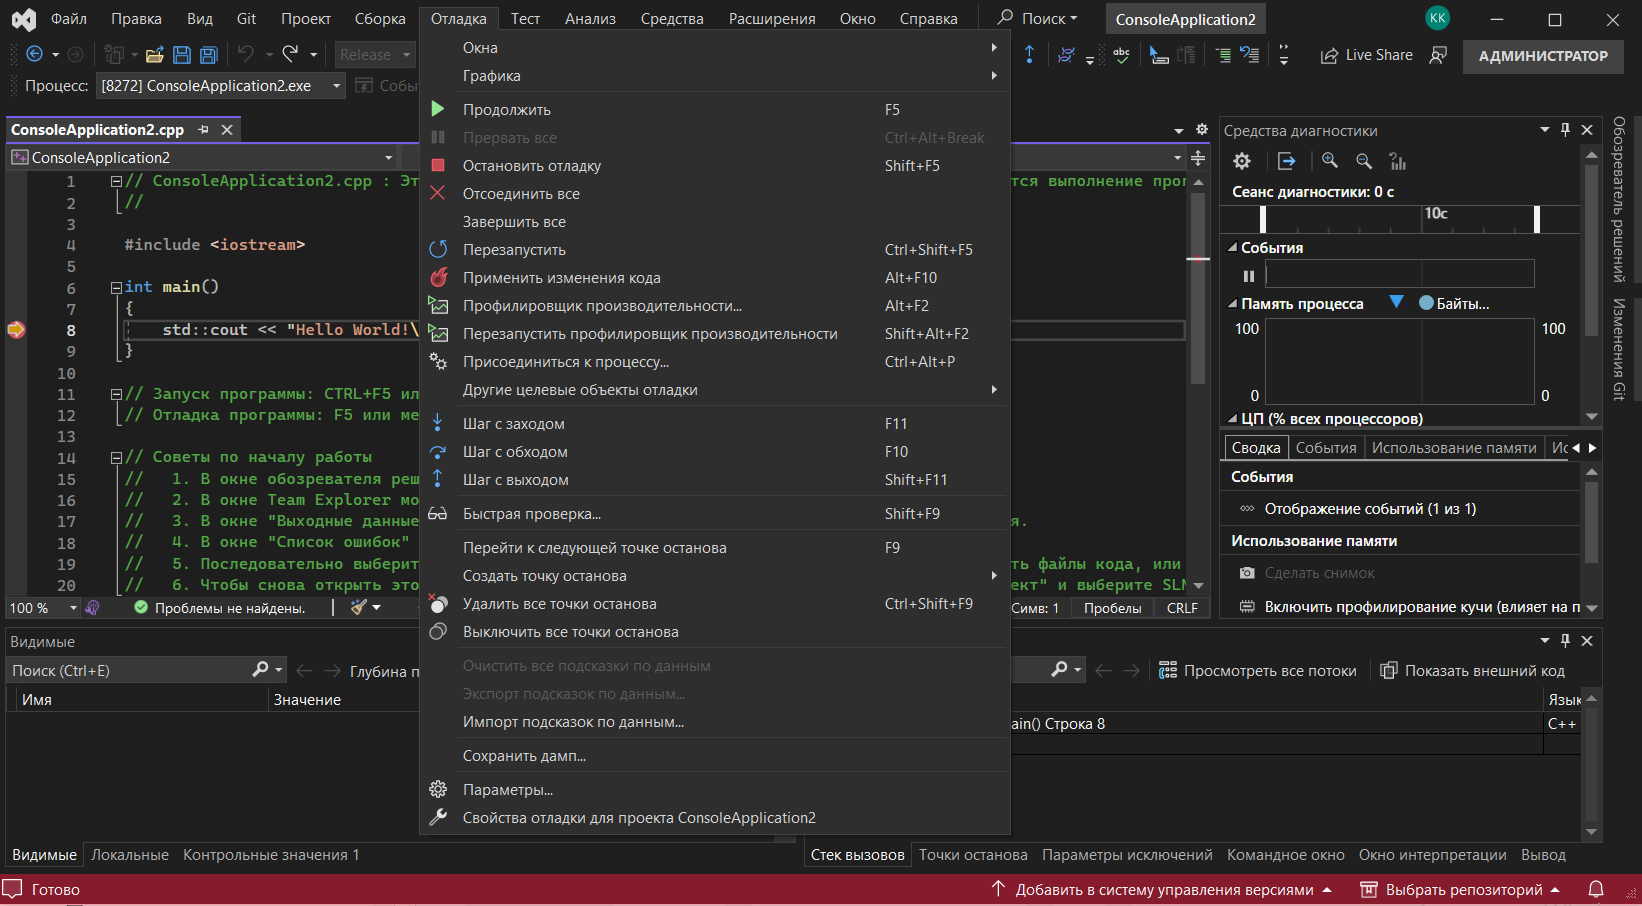 Файл Правка Вид Git Проект Сборка Отладка Тест Анализ Средства Расширения Окно Справка Поиск ConsoleApplication2 KK
Release Live Share АДМИНИСТРАТОР
Процесс: [8272] ConsoleApplication2.exe Собы
ConsoleApplication2.cpp
ConsoleApplication2
1 // ConsoleApplication2.cpp : Эт тся выполнение прог
2 //
3
4 #include <iostream>
5
6 int main()
7 {
8 std::cout << "Hello World!\
9 }
10
11 // Запуск программы: CTRL+F5 ил
12 // Отладка программы: F5 или ме
13
14 // Советы по началу работы
15 // 1. В окне обозревателя реш
16 // 2. В окне Team Explorer мо
17 // 3. В окне "Выходные данные я.
18 // 4. В окне "Список ошибок"
19 // 5. Последовательно выберит ть файлы кода, или
20 // 6. Чтобы снова открыть это ект" и выберите SLN
100 % Проблемы не найдены. Симв: 1 Пробелы CRLF
Окна
Графика
Продолжить F5
Прервать все Ctrl+Alt+Break
Остановить отладку Shift+F5
Отсоединить все
Завершить все
Перезапустить Ctrl+Shift+F5
Применить изменения кода Alt+F10
Профилировщик производительности... Alt+F2
Перезапустить профилировщик производительности Shift+Alt+F2
Присоединиться к процессу... Ctrl+Alt+P
Другие целевые объекты отладки
Шаг с заходом F11
Шаг с обходом F10
Шаг с выходом Shift+F11
Быстрая проверка... Shift+F9
Перейти к следующей точке останова F9
Создать точку останова
Удалить все точки останова Ctrl+Shift+F9
Выключить все точки останова
Очистить все подсказки по данным
Экспорт подсказок по данным...
Импорт подсказок по данным...
Сохранить дамп...
Параметры...
Свойства отладки для проекта ConsoleApplication2
Средства диагностики
Сеанс диагностики: 0 с
10с
События
Память процесса Байты...
100 100
0 0
ЦП (% всех процессоров)
Сводка События Использование памяти Ис
События
Отображение событий (1 из 1)
Использование памяти
Сделать снимок
Включить профилирование кучи (влияет на п
Обозреватель решений
Изменения Git
Видимые
Поиск (Ctrl+E) Глубина п
Имя Значение
Видимые Локальные Контрольные значения 1
Просмотреть все потоки Показать внешний код
Язык
ain() Строка 8 C++
Стек вызовов Точки останова Параметры исключений Командное окно Окно интерпретации Вывод
Готово Добавить в систему управления версиями Выбрать репозиторий